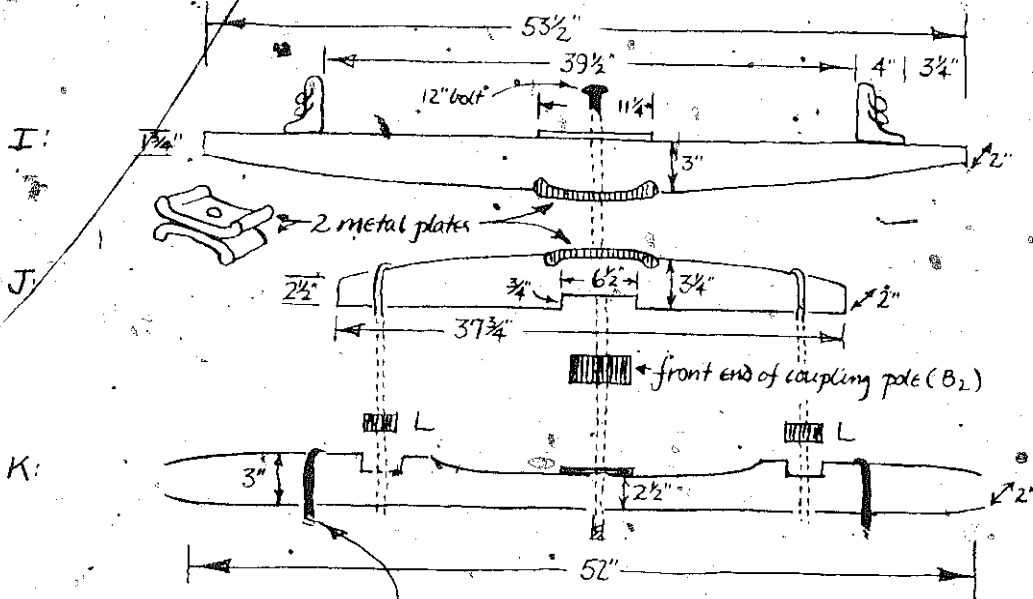 53½"
39½" 4" 3¼"
12" bolt 11¼
I: 1¾" 3" 2"
2 metal plates
J: 2½" ¾" 6½" 3¼" 2"
37¾"
front end of coupling pole (B2)
L L
K: 3" 2½" 2"
52"